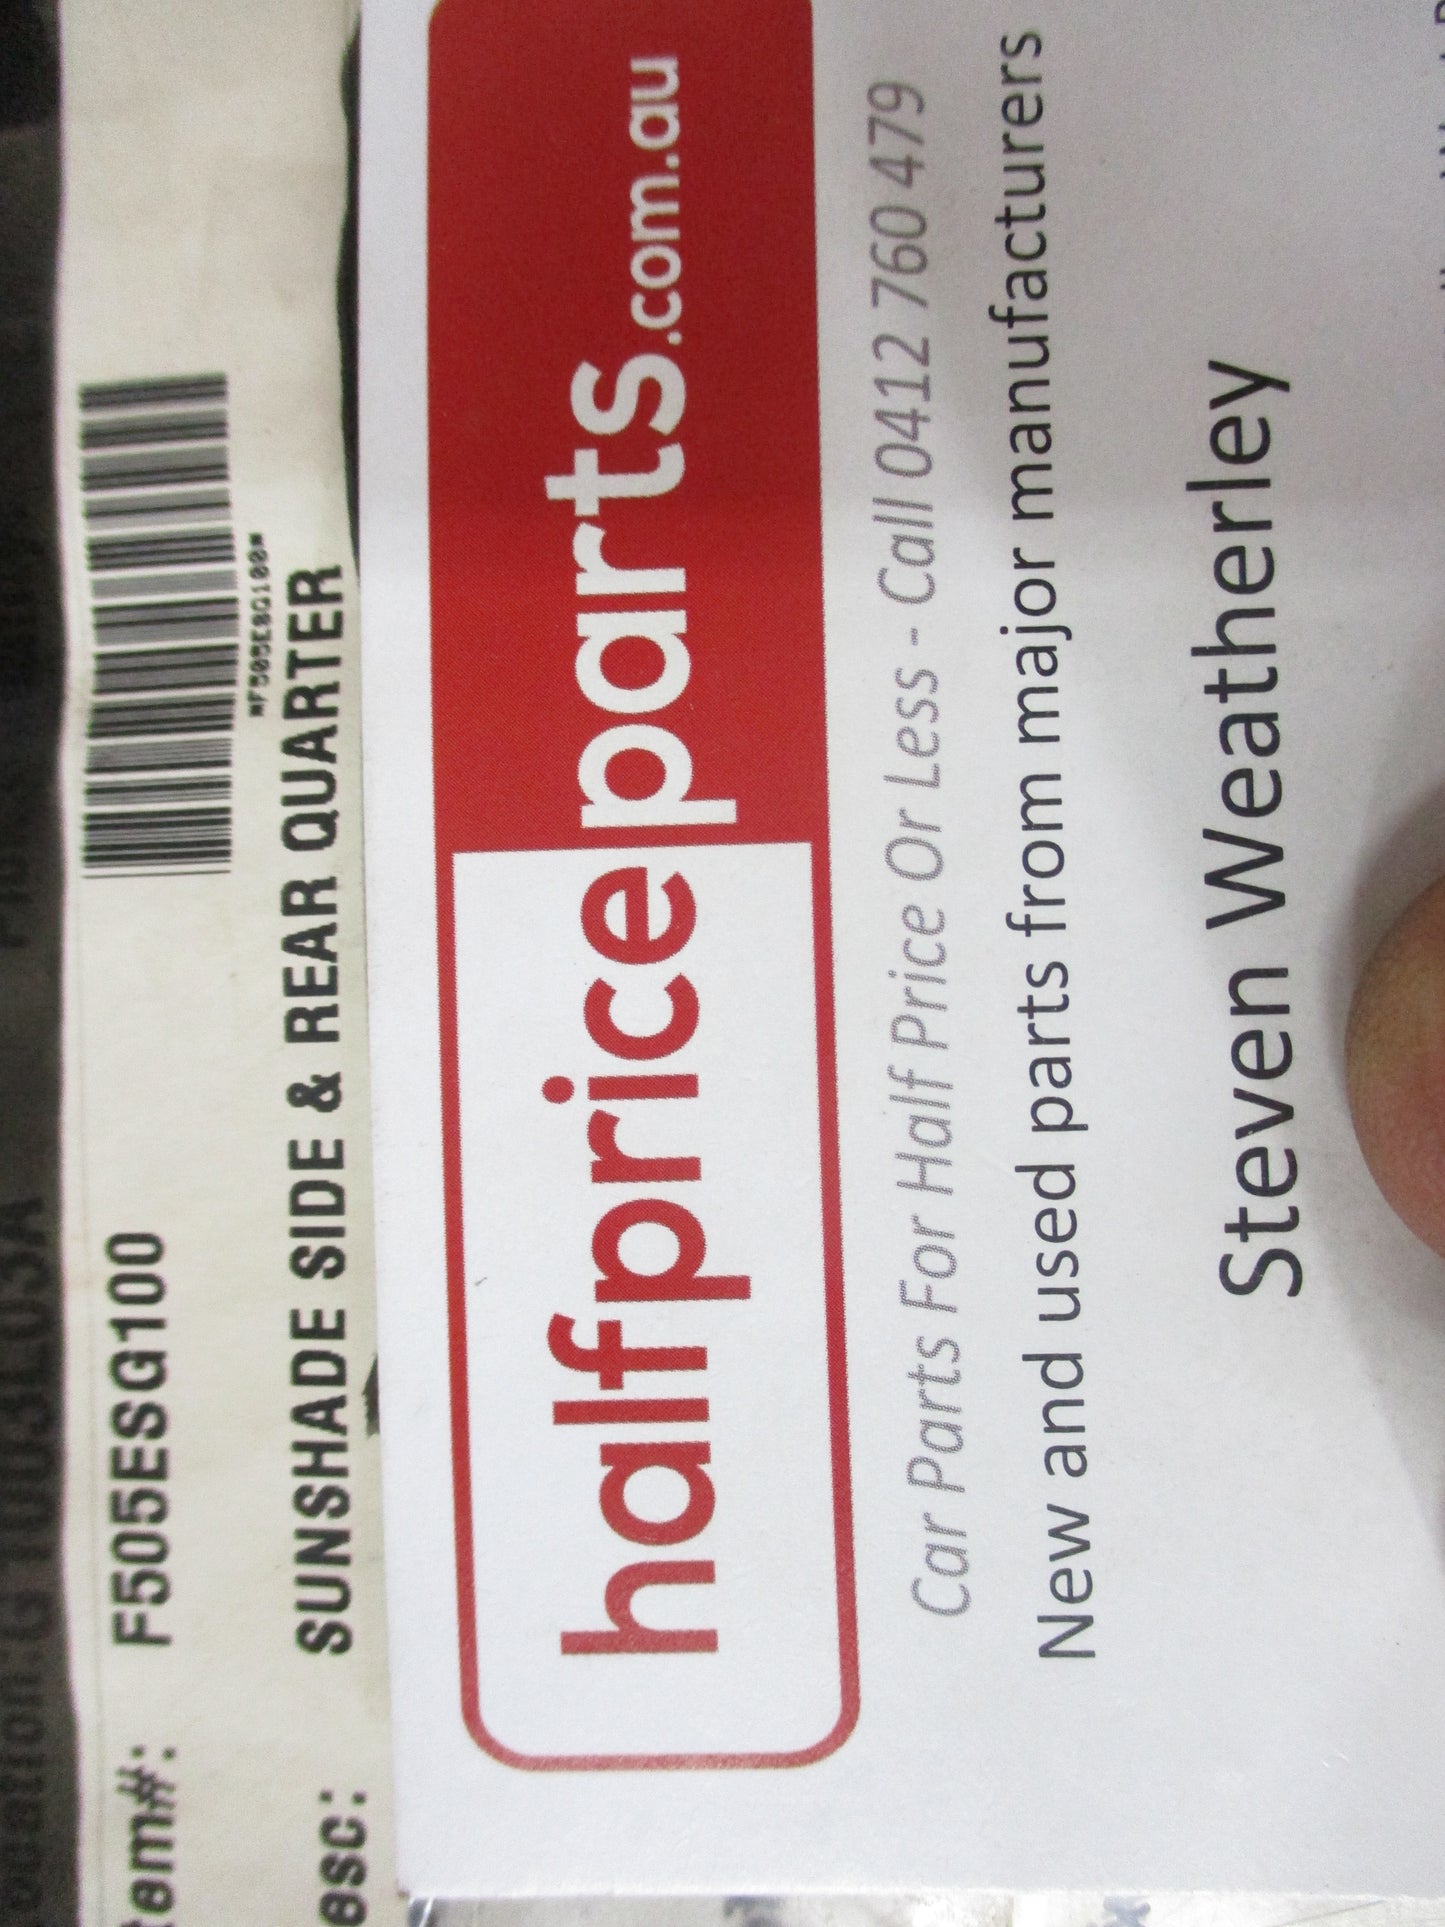 Item#: F505ESG100
*F505ESG100*
Desc: SUNSHADE SIDE & REAR QUARTER
halfpriceparts.com.au
Car Parts For Half Price Or Less - Call 0412 760 479
New and used parts from major manufacturers
Steven Weatherley